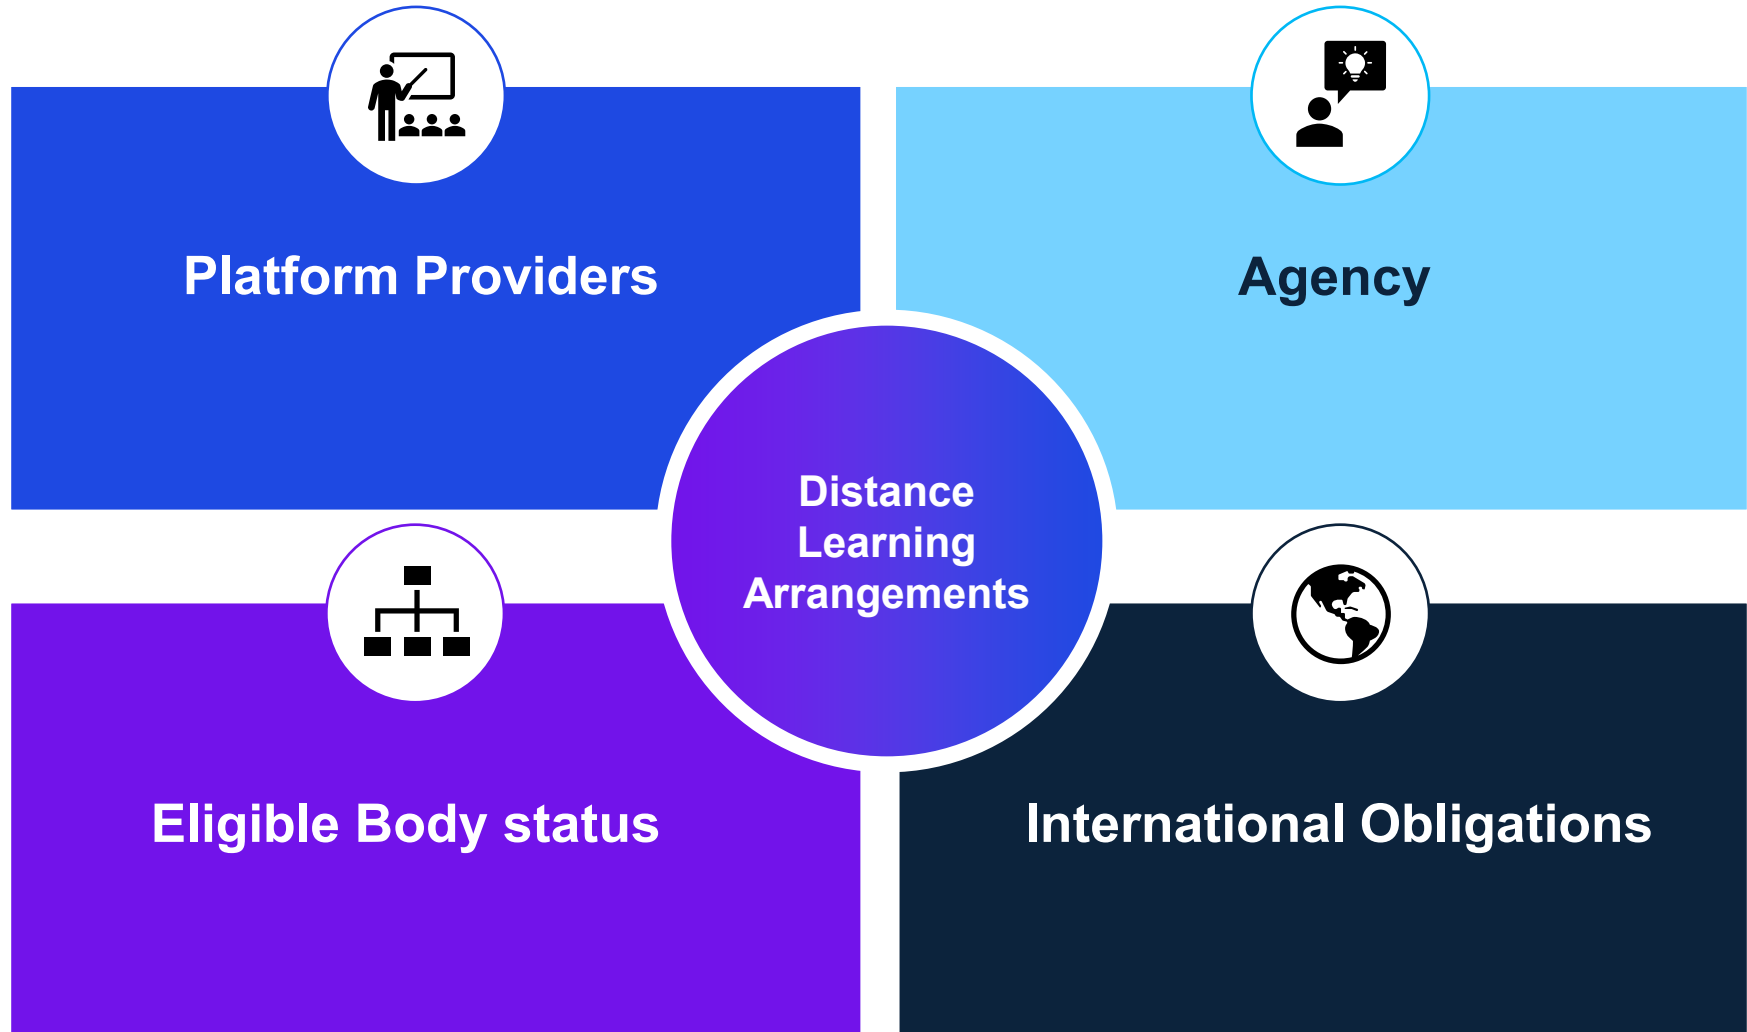 Platform Providers
Agency
Distance
Learning
Arrangements
Eligible Body status
International Obligations